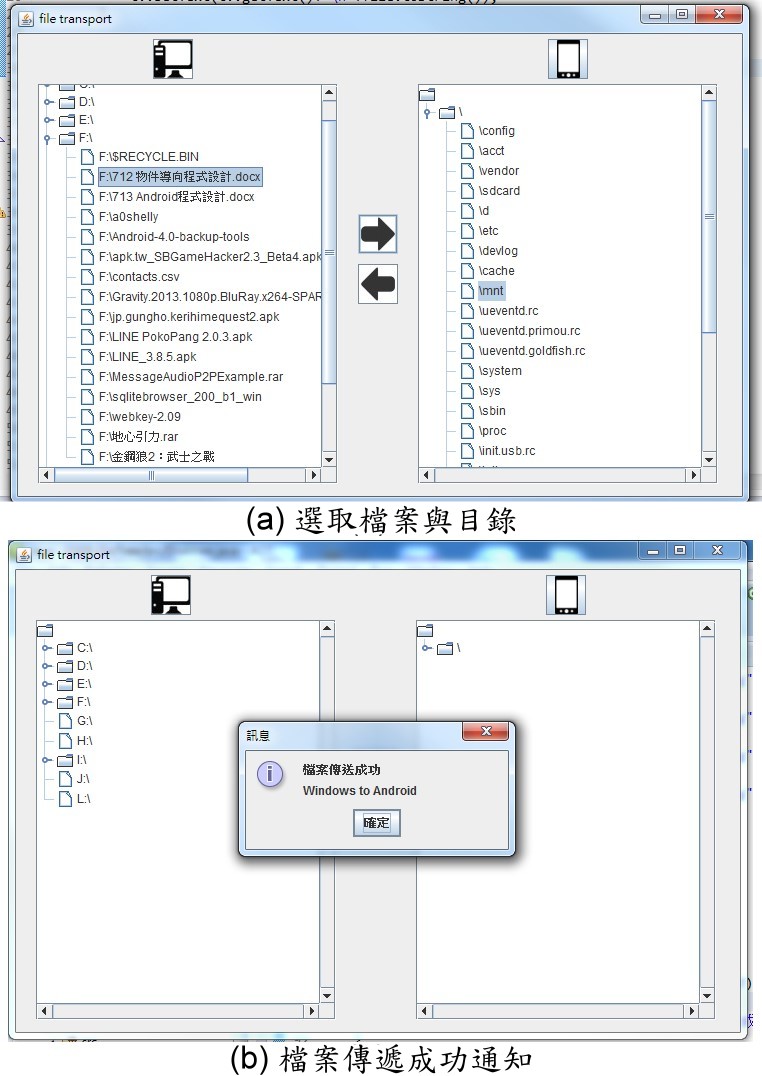 file transport
D:\
E:\
F:\
F:\$RECYCLE.BIN
F:\712 物件導向程式設計.docx
F:\713 Android程式設計.docx
F:\a0shelly
F:\Android-4.0-backup-tools
F:\apk.tw_SBGameHacker2.3_Beta4.apk
F:\contacts.csv
F:\Gravity.2013.1080p.BluRay.x264-SPAR
F:\jp.gungho.kerihimequest2.apk
F:\LINE PokoPang 2.0.3.apk
F:\LINE_3.8.5.apk
F:\MessageAudioP2PExample.rar
F:\sqlitebrowser_200_b1_win
F:\webkey-2.09
F:\地心引力.rar
F:\金鋼狼2：武士之戰
\
\config
\acct
\vendor
\sdcard
\d
\etc
\devlog
\cache
\mnt
\ueventd.rc
\ueventd.primou.rc
\ueventd.goldfish.rc
\system
\sys
\sbin
\proc
\init.usb.rc
(a) 選取檔案與目錄
file transport
C:\
D:\
E:\
F:\
G:\
H:\
I:\
J:\
L:\
\
訊息
檔案傳送成功
Windows to Android
確定
(b) 檔案傳遞成功通知